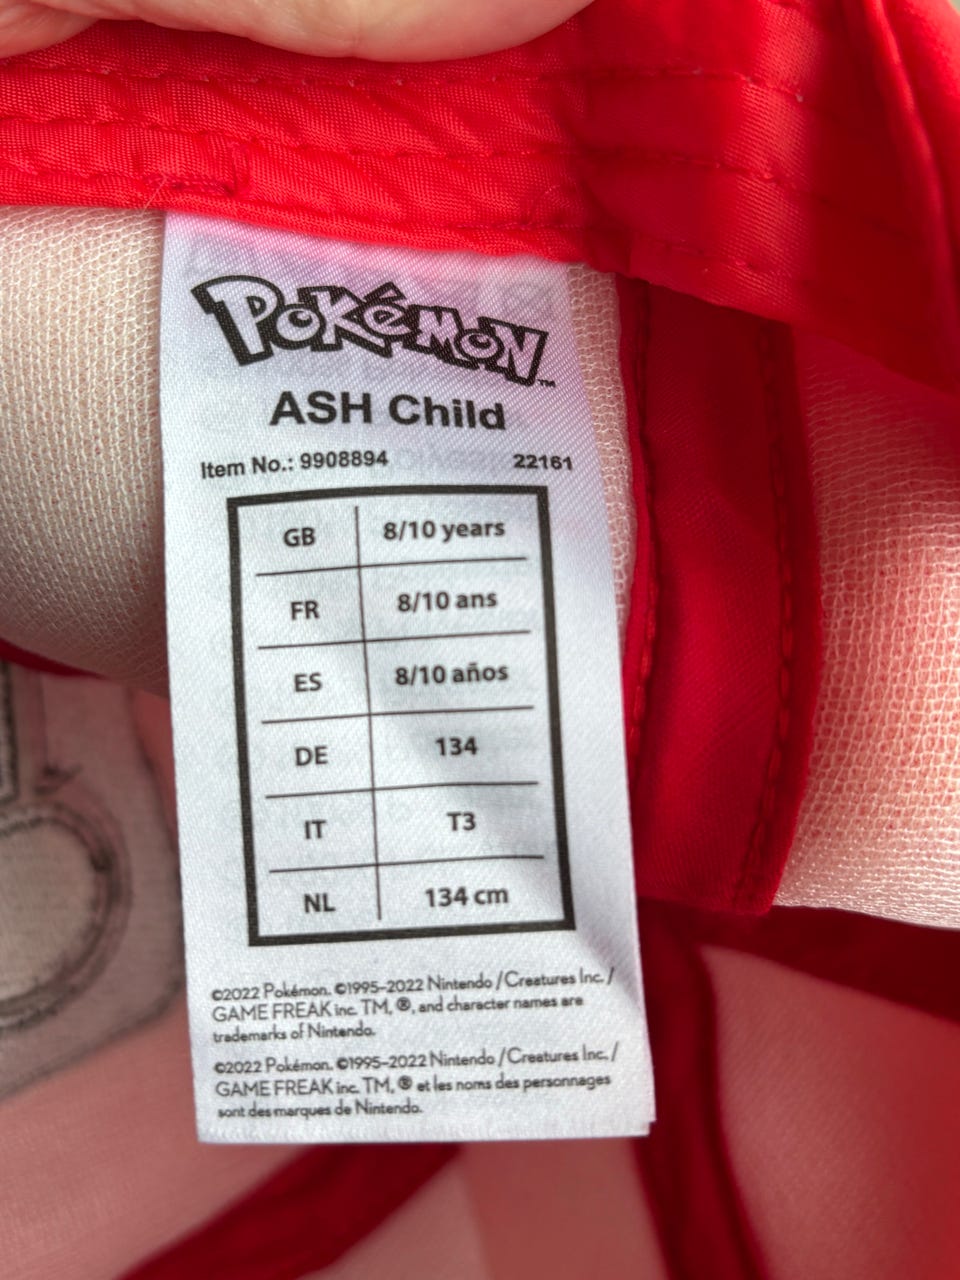 POKéMON™
ASH Child
Item No.: 9908894 22161
GB 8/10 years
FR 8/10 ans
ES 8/10 años
DE 134
IT T3
NL 134 cm
©2022 Pokémon. ©1995–2022 Nintendo / Creatures Inc. /
GAME FREAK inc. TM, ®, and character names are
trademarks of Nintendo.
©2022 Pokémon. ©1995–2022 Nintendo / Creatures Inc. /
GAME FREAK inc. TM, ® et les noms des personnages
sont des marques de Nintendo.